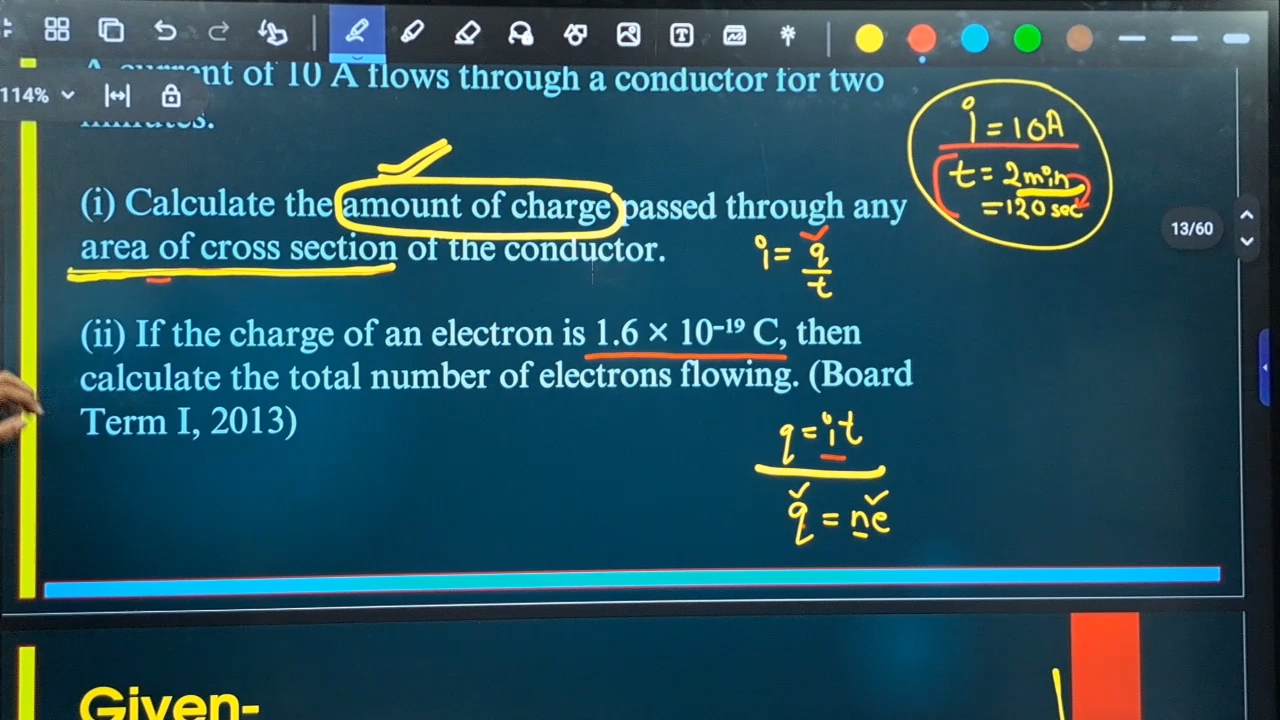 114%
A current of 10 A flows through a conductor for two
minutes.
i = 10A
t = 2min
= 120 sec
(i) Calculate the amount of charge passed through any
area of cross section of the conductor.
13/60
i = q
t
(ii) If the charge of an electron is 1.6 × 10⁻¹⁹ C, then
calculate the total number of electrons flowing. (Board
Term I, 2013)
q = it
q = ne
Given-